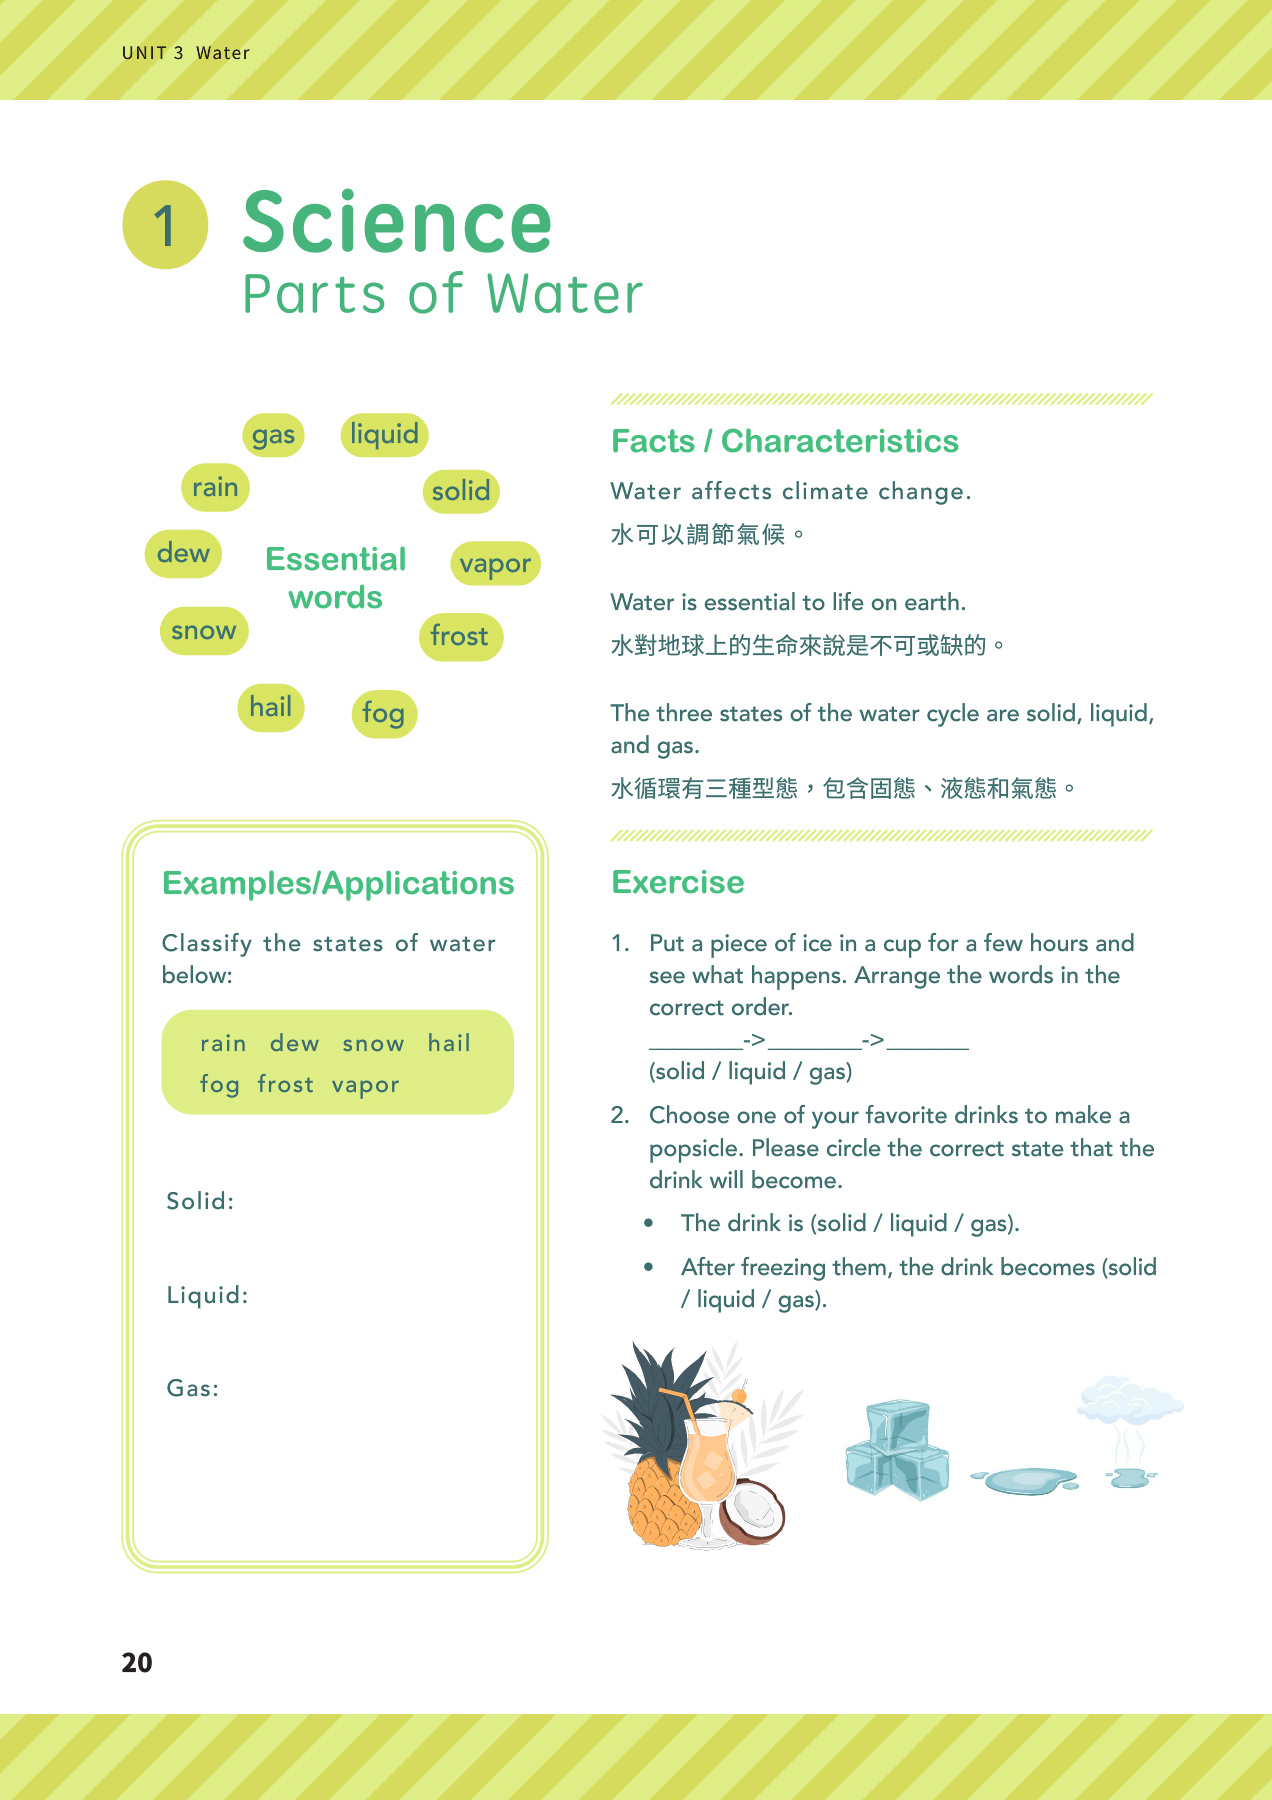 UNIT 3 Water
1
Science
Parts of Water
gas
liquid
rain
solid
dew
vapor
Essential
words
snow
frost
hail
fog
Facts / Characteristics
Water affects climate change.
水可以調節氣候。
Water is essential to life on earth.
水對地球上的生命來說是不可或缺的。
The three states of the water cycle are solid, liquid,
and gas.
水循環有三種型態，包含固態、液態和氣態。
Examples/Applications
Classify the states of water
below:
rain dew snow hail
fog frost vapor
Solid:
Liquid:
Gas:
Exercise
1. Put a piece of ice in a cup for a few hours and
see what happens. Arrange the words in the
correct order.
________->________->_______
(solid / liquid / gas)
2. Choose one of your favorite drinks to make a
popsicle. Please circle the correct state that the
drink will become.
• The drink is (solid / liquid / gas).
• After freezing them, the drink becomes (solid
/ liquid / gas).
20